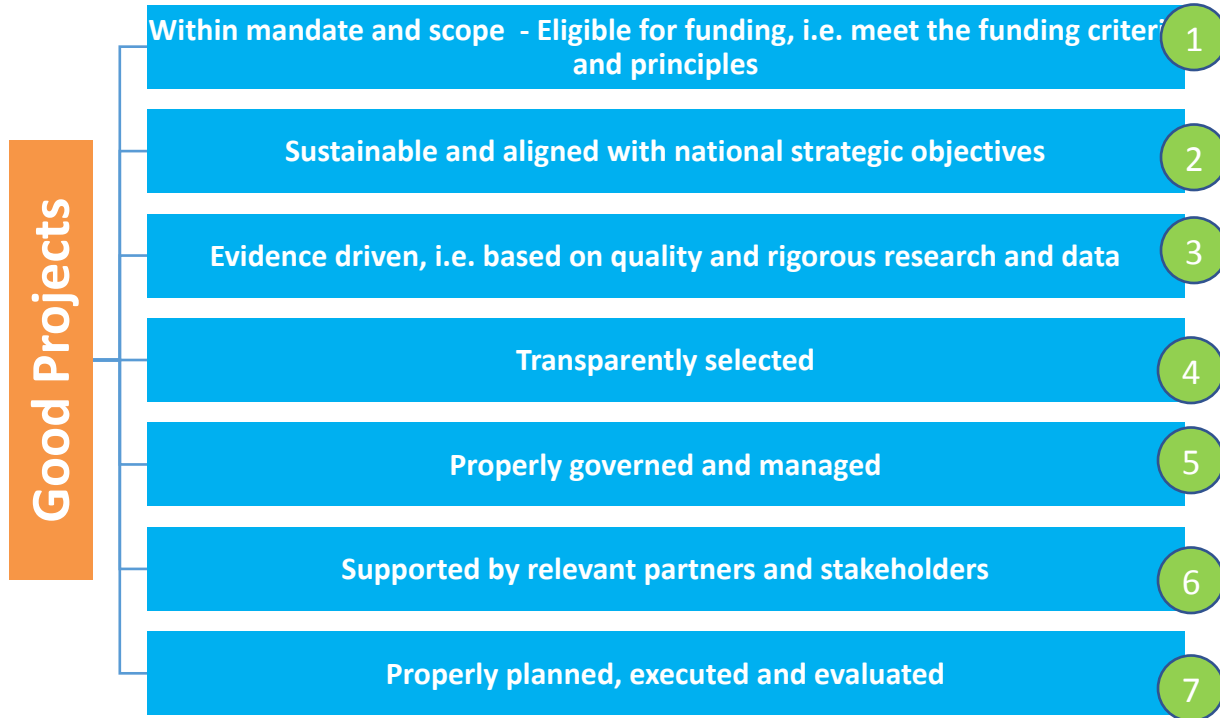 Good Projects
Within mandate and scope - Eligible for funding, i.e. meet the funding criteri
and principles
1
Sustainable and aligned with national strategic objectives
2
Evidence driven, i.e. based on quality and rigorous research and data
3
Transparently selected
4
Properly governed and managed
5
Supported by relevant partners and stakeholders
6
Properly planned, executed and evaluated
7